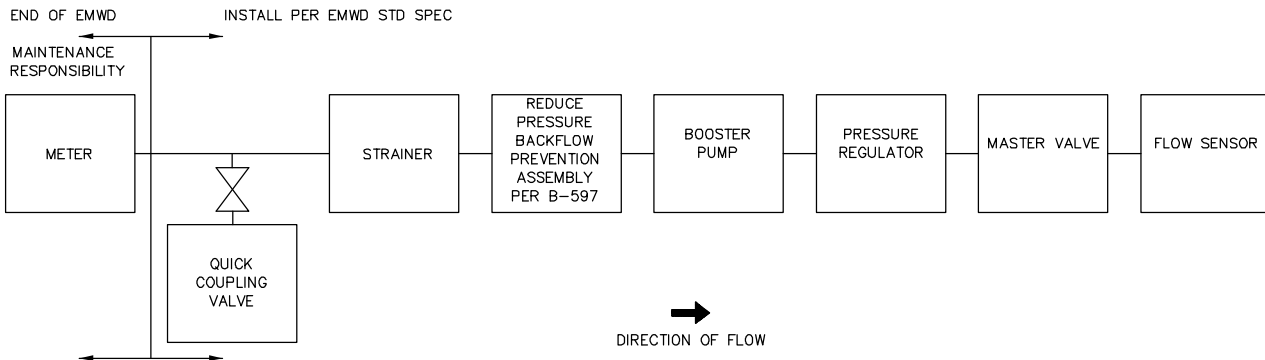 END OF EMWD
INSTALL PER EMWD STD SPEC
MAINTENANCE
RESPONSIBILITY
METER
STRAINER
REDUCE
PRESSURE
BACKFLOW
PREVENTION
ASSEMBLY
PER B-597
BOOSTER
PUMP
PRESSURE
REGULATOR
MASTER VALVE
FLOW SENSOR
QUICK
COUPLING
VALVE
DIRECTION OF FLOW